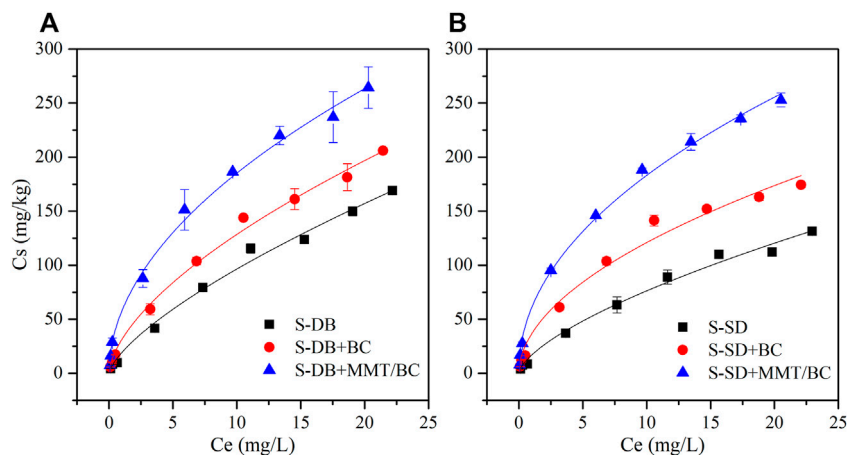 A
300
250
200
150
100
50
0
Cs (mg/kg)
S-DB
S-DB+BC
S-DB+MMT/BC
0 5 10 15 20 25
Ce (mg/L)
B
300
250
200
150
100
50
0
S-SD
S-SD+BC
S-SD+MMT/BC
0 5 10 15 20 25
Ce (mg/L)